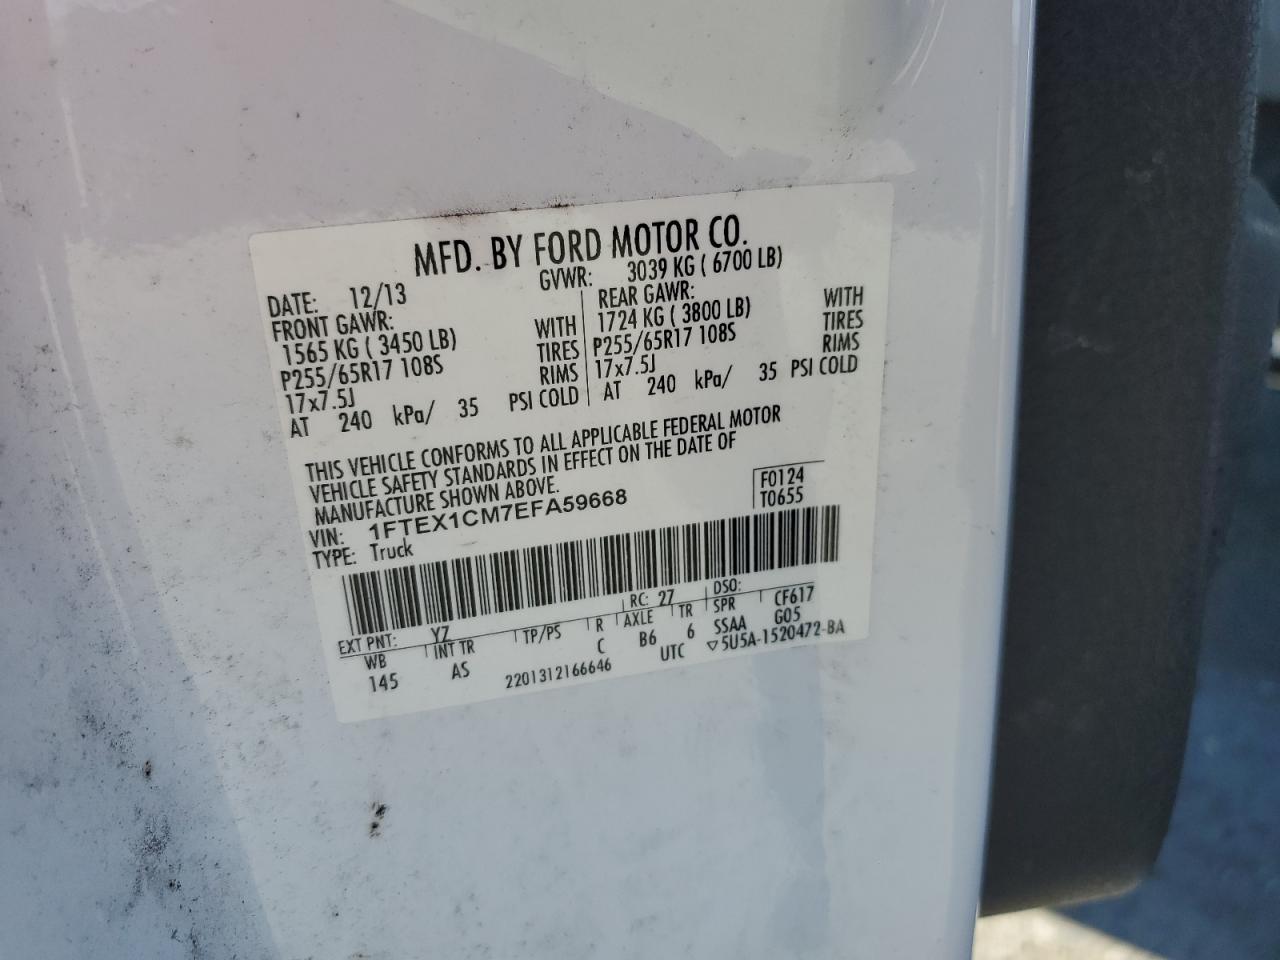 MFD. BY FORD MOTOR CO.
DATE: 12/13 GVWR: 3039 KG ( 6700 LB)
FRONT GAWR: REAR GAWR:
1565 KG ( 3450 LB) WITH 1724 KG ( 3800 LB) WITH
P255/65R17 108S TIRES P255/65R17 108S TIRES
17x7.5J RIMS 17x7.5J RIMS
AT 240 kPa/ 35 PSI COLD AT 240 kPa/ 35 PSI COLD
THIS VEHICLE CONFORMS TO ALL APPLICABLE FEDERAL MOTOR
VEHICLE SAFETY STANDARDS IN EFFECT ON THE DATE OF
MANUFACTURE SHOWN ABOVE.
VIN: 1FTEX1CM7EFA59668 F0124
TYPE: Truck T0655
EXT PNT: YZ RC: 27 DSO: CF617
WB INT TR TP/PS R AXLE TR SPR G05
145 AS C B6 6 SSAA
2201312166646 UTC ▽5U5A-1520472-BA